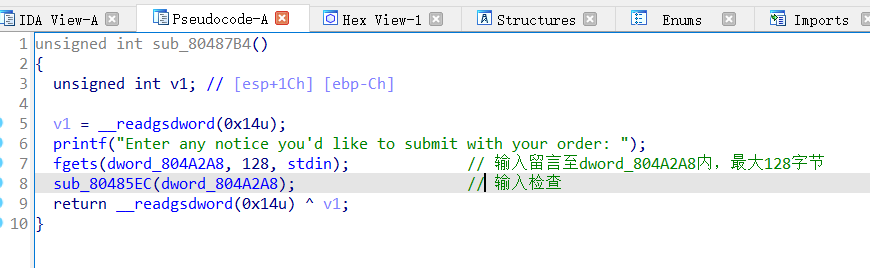 IDA View-A Pseudocode-A Hex View-1 Structures Enums Imports
1 unsigned int sub_80487B4()
2 {
3 unsigned int v1; // [esp+1Ch] [ebp-Ch]
4
5 v1 = __readgsdword(0x14u);
6 printf("Enter any notice you'd like to submit with your order: ");
7 fgets(dword_804A2A8, 128, stdin); // 输入留言至dword_804A2A8内，最大128字节
8 sub_80485EC(dword_804A2A8); // 输入检查
9 return __readgsdword(0x14u) ^ v1;
10 }